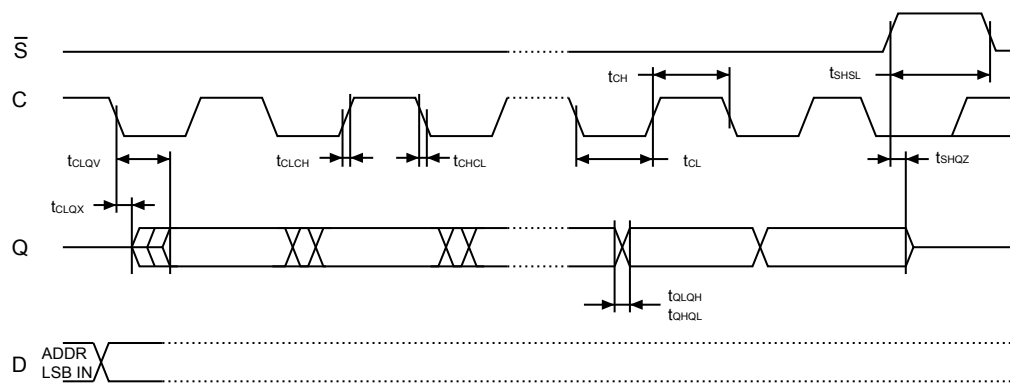 S̅
tCH
tSHSL
C
tCLQV
tCLCH
tCHCL
tCL
tSHQZ
tCLQX
Q
tQLQH
tQHQL
D
ADDR
LSB IN